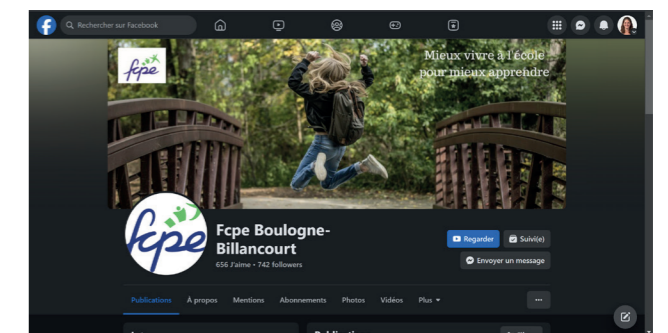 Rechercher sur Facebook
fcpe
Mieux vivre à l'école
pour mieux apprendre
fcpe
Fcpe Boulogne-
Billancourt
656 J'aime • 742 followers
Regarder
Suivi(e)
Envoyer un message
Publications À propos Mentions Abonnements Photos Vidéos Plus